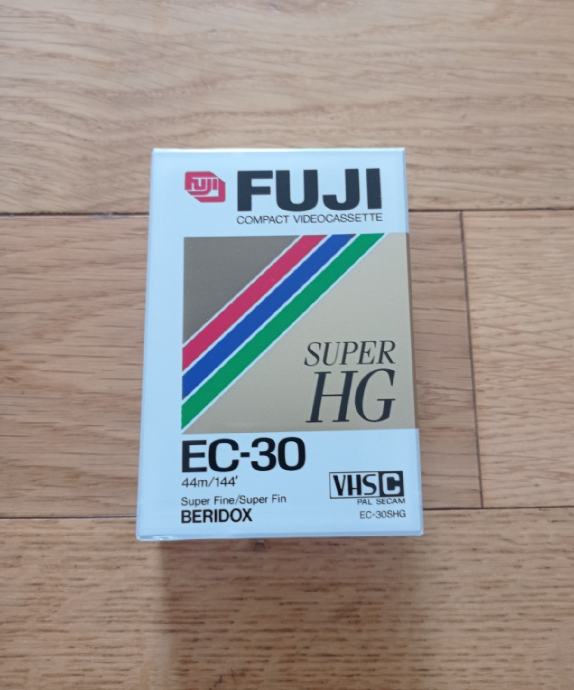 FUJI FUJI
COMPACT VIDEOCASSETTE
SUPER
HG
EC-30
44m/144'
Super Fine/Super Fin
BERIDOX
VHS C
PAL SECAM
EC-30SHG